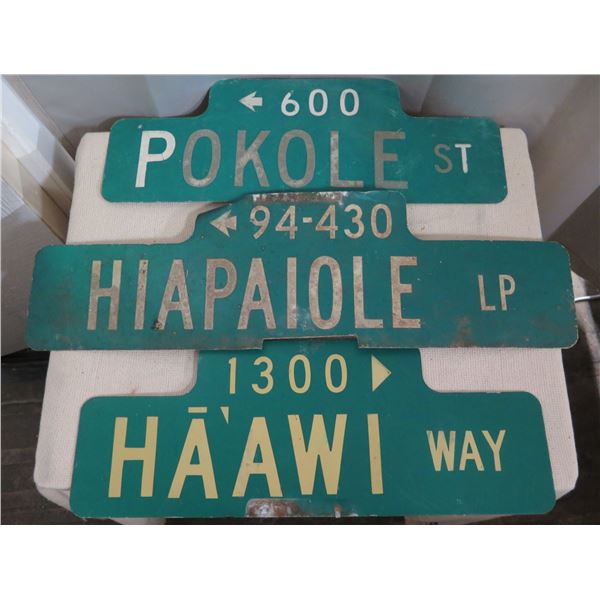 ← 600
POKOLE ST
◀ 94-430
HIAPAIOLE LP
1300 ▶
HĀ‘AWI WAY